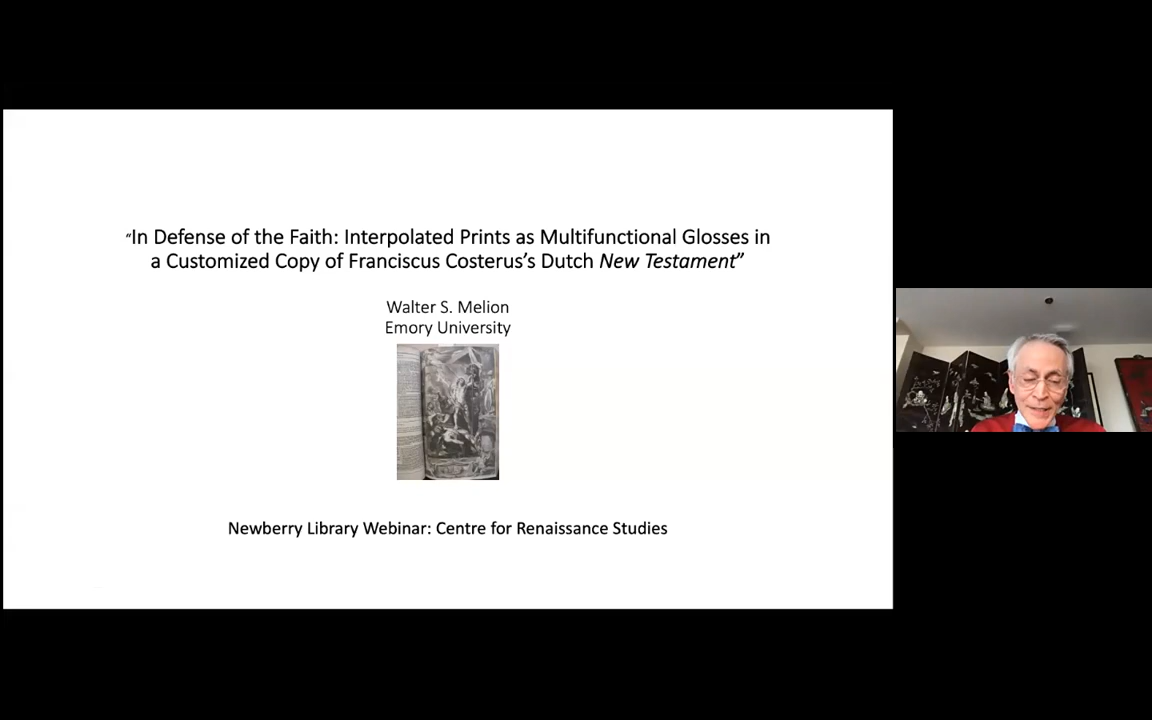 “In Defense of the Faith: Interpolated Prints as Multifunctional Glosses in
a Customized Copy of Franciscus Costerus’s Dutch New Testament”
Walter S. Melion
Emory University
Newberry Library Webinar: Centre for Renaissance Studies